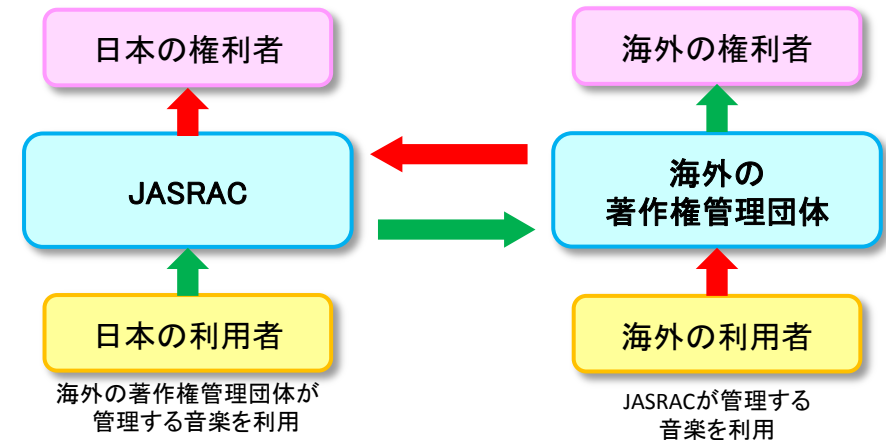 日本の権利者
海外の権利者
JASRAC
海外の
著作権管理団体
日本の利用者
海外の利用者
海外の著作権管理団体が
管理する音楽を利用
JASRACが管理する
音楽を利用